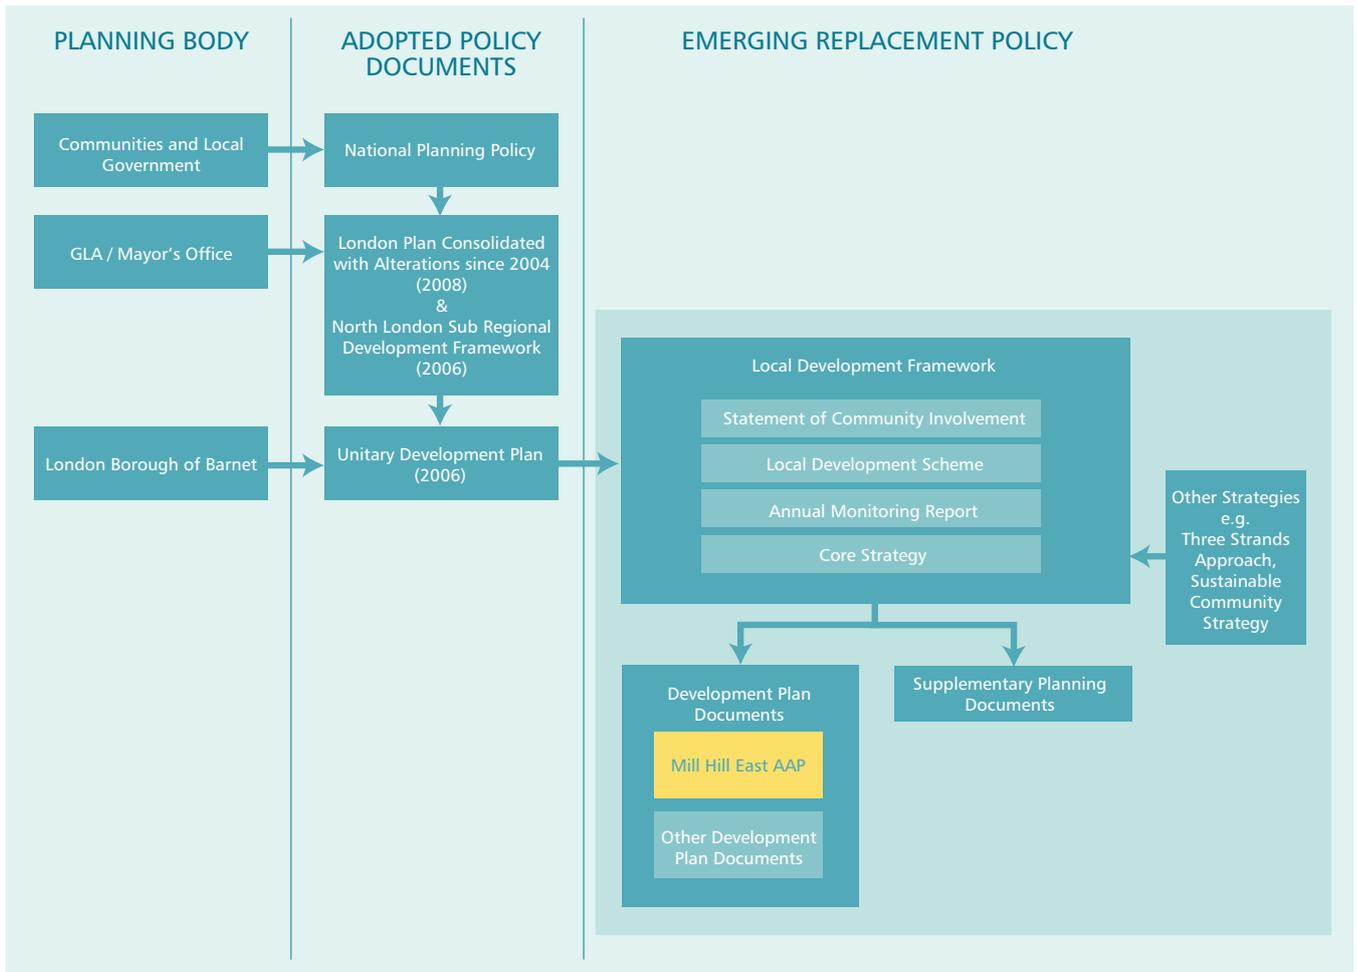 PLANNING BODY
ADOPTED POLICY
DOCUMENTS
EMERGING REPLACEMENT POLICY
Communities and Local
Government
National Planning Policy
GLA / Mayor's Office
London Plan Consolidated
with Alterations since 2004
(2008)
&
North London Sub Regional
Development Framework
(2006)
London Borough of Barnet
Unitary Development Plan
(2006)
Local Development Framework
Statement of Community Involvement
Local Development Scheme
Annual Monitoring Report
Core Strategy
Other Strategies
e.g.
Three Strands
Approach,
Sustainable
Community
Strategy
Development Plan
Documents
Mill Hill East AAP
Other Development
Plan Documents
Supplementary Planning
Documents